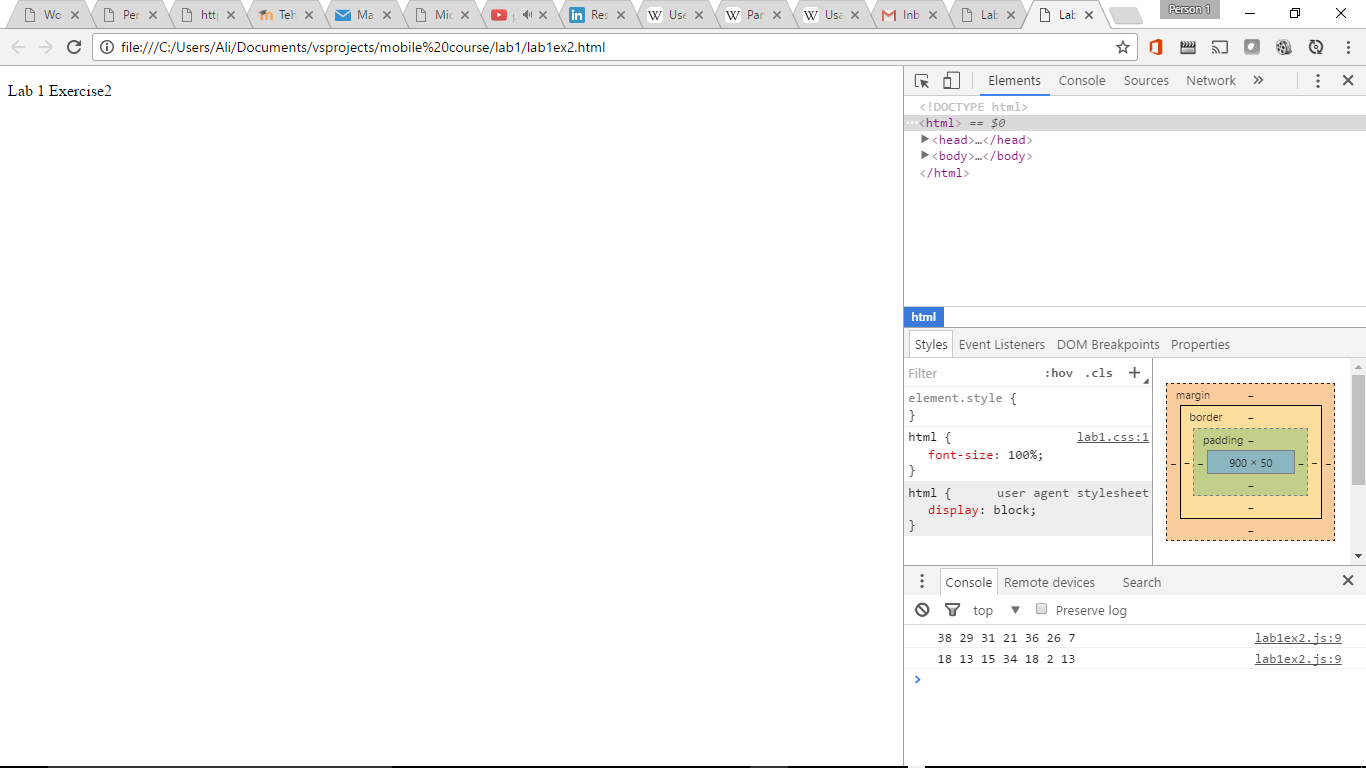 Wo Per http Teh Ma Mic Res Use Par Usa Inb Lab Lab Person 1
file:///C:/Users/Ali/Documents/vsprojects/mobile%20course/lab1/lab1ex2.html
Lab 1 Exercise2
Elements Console Sources Network »
<!DOCTYPE html>
…<html> == $0
▶<head>…</head>
▶<body>…</body>
</html>
html
Styles Event Listeners DOM Breakpoints Properties
Filter :hov .cls +
element.style {
}
html { lab1.css:1
font-size: 100%;
}
html { user agent stylesheet
display: block;
}
margin –
border –
padding –
– – – 900 × 50 – – –
–
–
–
Console Remote devices Search
top ▼ Preserve log
38 29 31 21 36 26 7 lab1ex2.js:9
18 13 15 34 18 2 13 lab1ex2.js:9
>